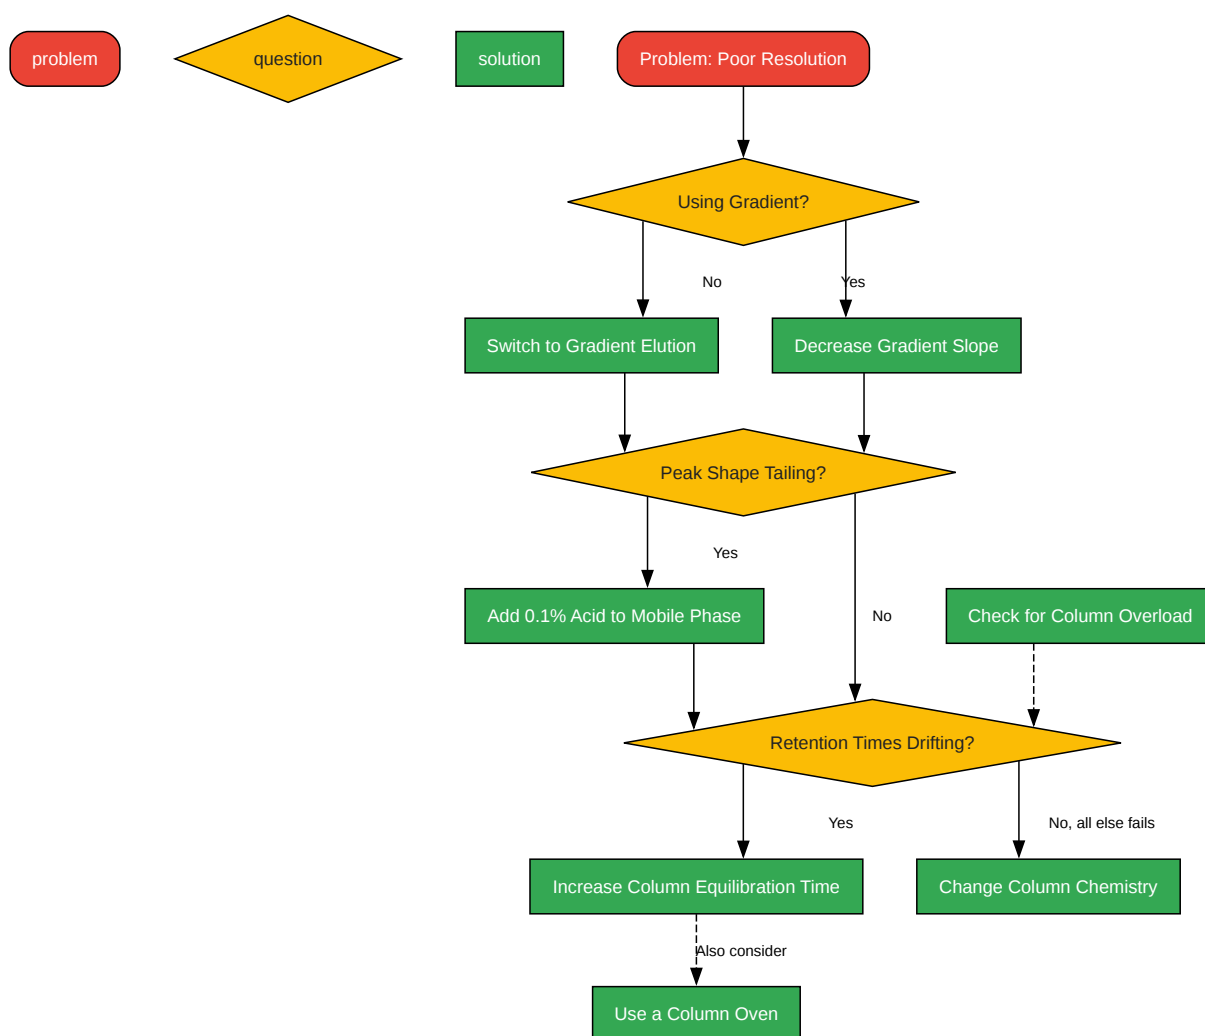 problem
question
solution
Problem: Poor Resolution
Using Gradient?
No
Yes
Switch to Gradient Elution
Decrease Gradient Slope
Peak Shape Tailing?
Yes
Add 0.1% Acid to Mobile Phase
No
Check for Column Overload
Retention Times Drifting?
Yes
No, all else fails
Increase Column Equilibration Time
Change Column Chemistry
Also consider
Use a Column Oven